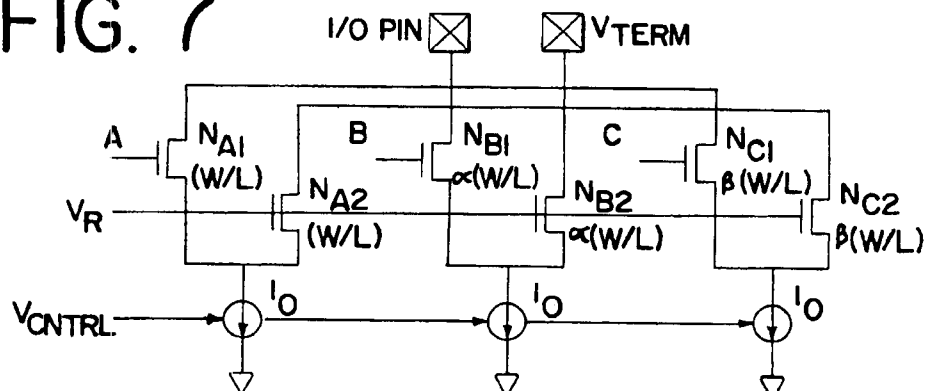 FIG. 7
I/O PIN
VTERM
A
NA1
(W/L)
B
NB1
α(W/L)
C
NC1
β(W/L)
VR
NA2
(W/L)
NB2
α(W/L)
NC2
β(W/L)
VCNTRL.
IO
IO
IO